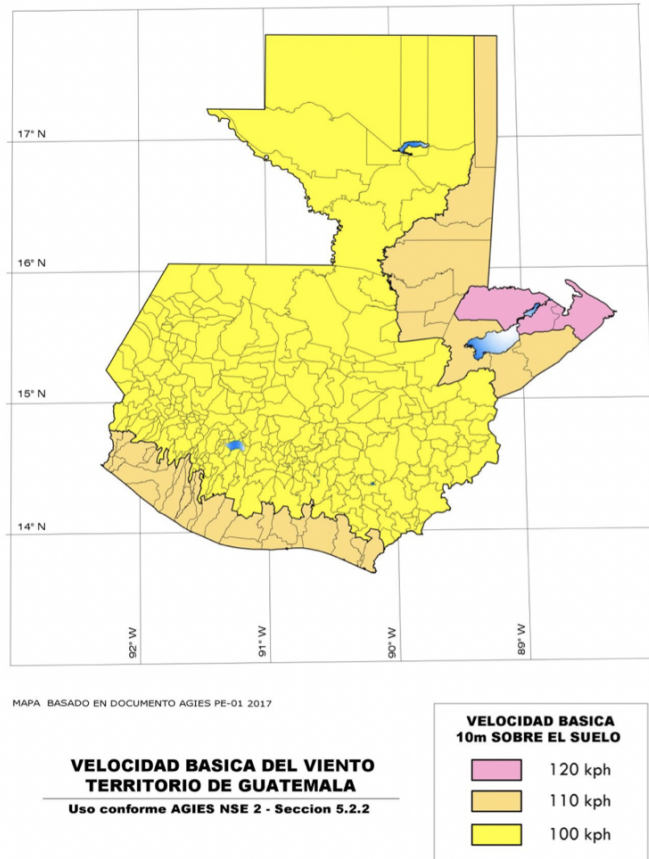 17° N
16° N
15° N
14° N
92° W
91° W
90° W
89° W
MAPA BASADO EN DOCUMENTO AGIES PE-01 2017
VELOCIDAD BASICA DEL VIENTO
TERRITORIO DE GUATEMALA
Uso conforme AGIES NSE 2 - Seccion 5.2.2
VELOCIDAD BASICA
10m SOBRE EL SUELO
120 kph
110 kph
100 kph